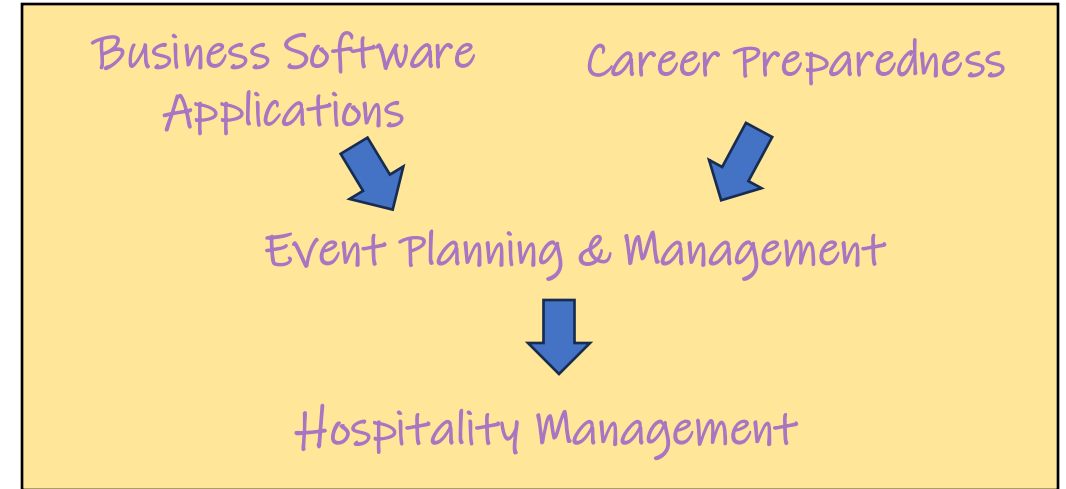 Business Software
Applications
Career Preparedness
Event Planning & Management
Hospitality Management